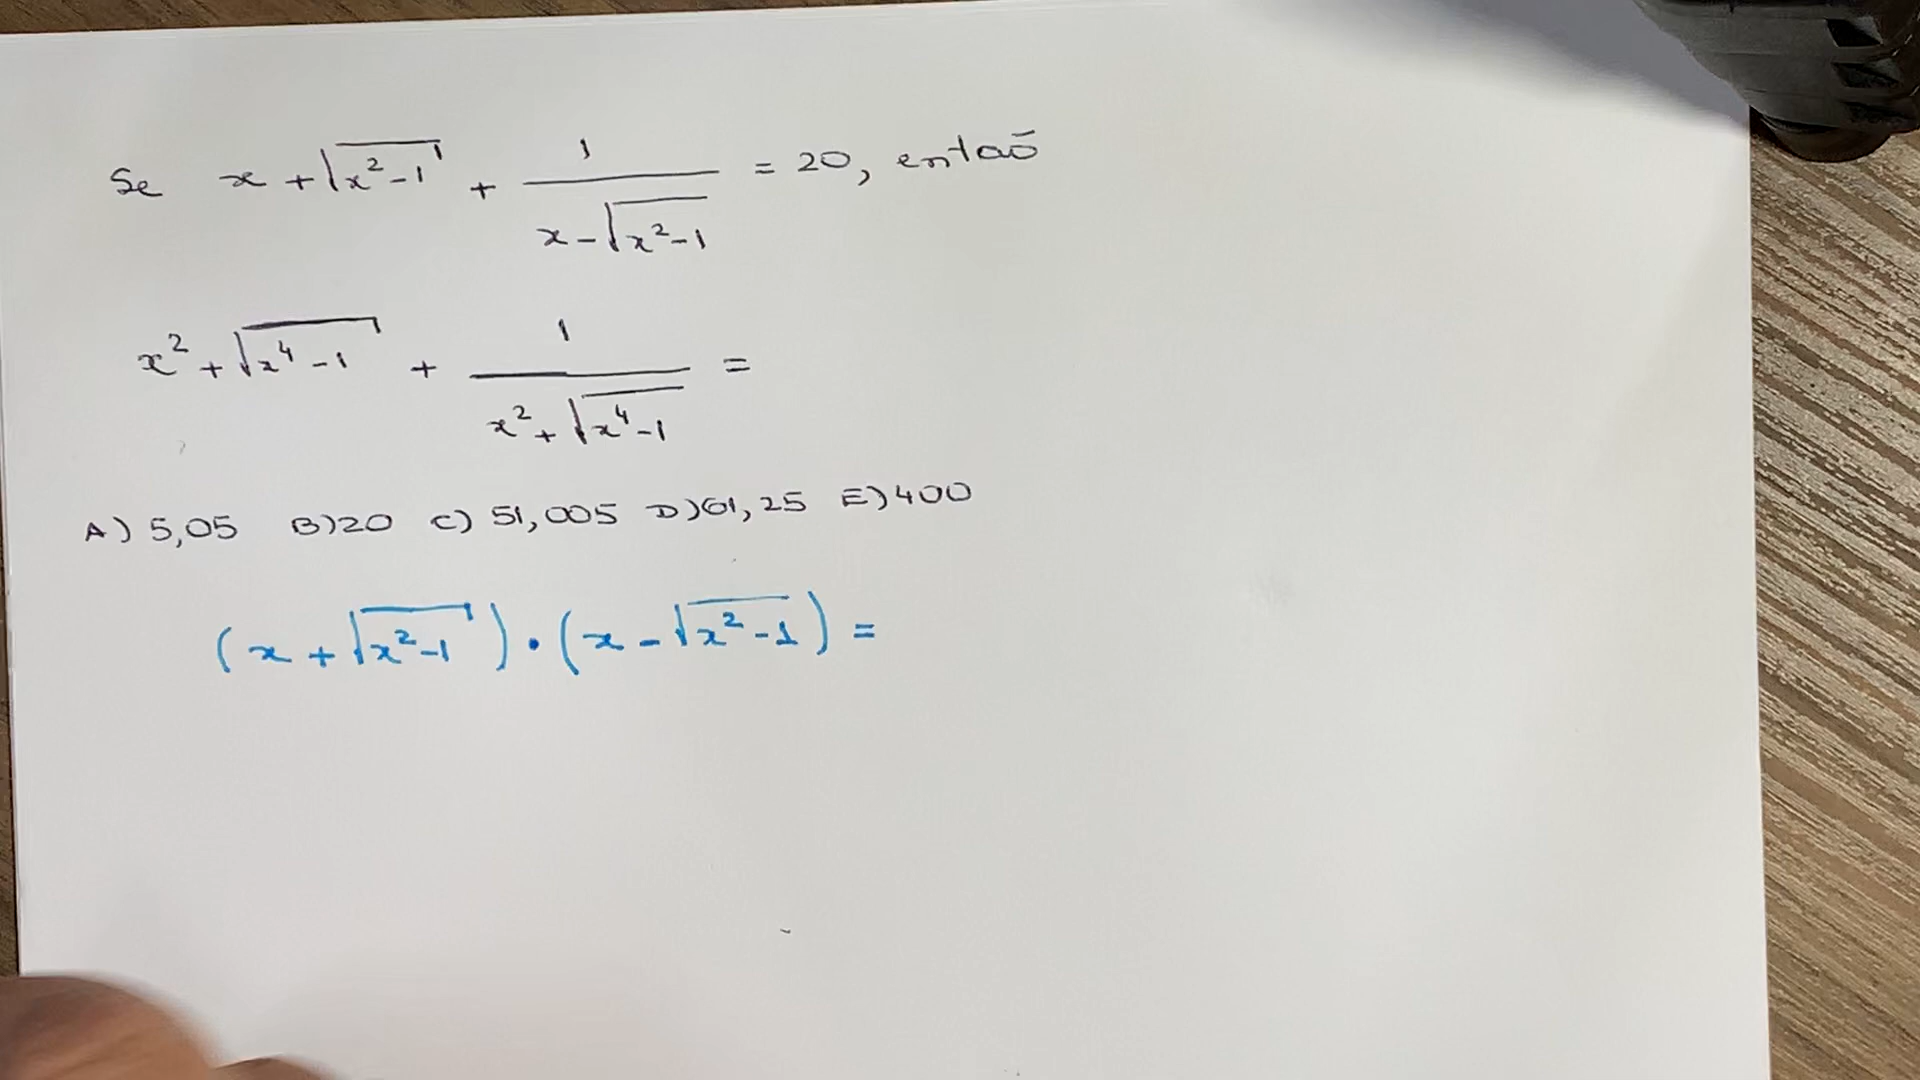 Se x + √(x² - 1) + 1/(x - √(x² - 1)) = 20, entaō
x² + √(x⁴ - 1) + 1/(x² + √(x⁴ - 1)) =
A) 5,05 B) 20 C) 51,005 D) 61,25 E) 400
(x + √(x² - 1)) · (x - √(x² - 1)) =